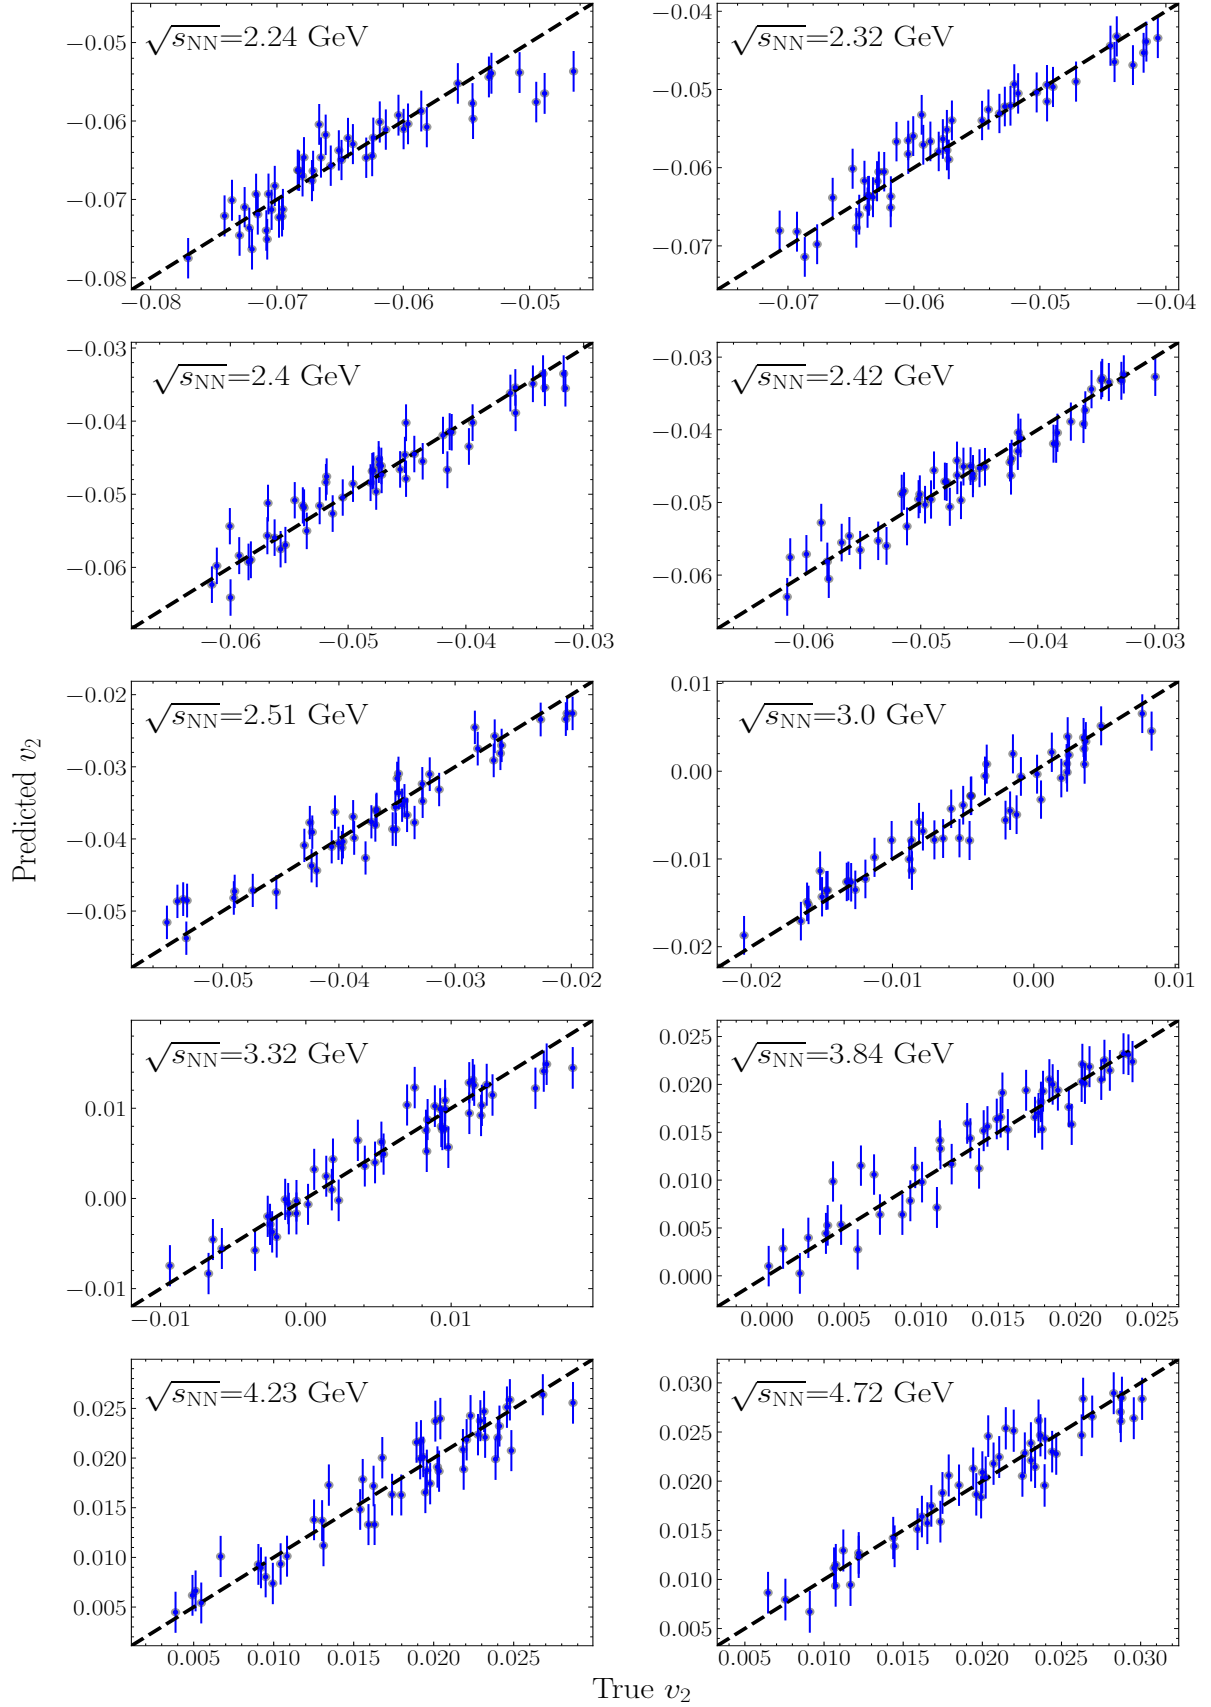 √s_NN=2.24 GeV
−0.05
−0.06
−0.07
−0.08
−0.08 −0.07 −0.06 −0.05
√s_NN=2.32 GeV
−0.04
−0.05
−0.06
−0.07
−0.07 −0.06 −0.05 −0.04
√s_NN=2.4 GeV
−0.03
−0.04
−0.05
−0.06
−0.06 −0.05 −0.04 −0.03
√s_NN=2.42 GeV
−0.03
−0.04
−0.05
−0.06
−0.06 −0.05 −0.04 −0.03
Predicted v₂
√s_NN=2.51 GeV
−0.02
−0.03
−0.04
−0.05
−0.05 −0.04 −0.03 −0.02
√s_NN=3.0 GeV
0.01
0.00
−0.01
−0.02
−0.02 −0.01 0.00 0.01
√s_NN=3.32 GeV
0.01
0.00
−0.01
−0.01 0.00 0.01
√s_NN=3.84 GeV
0.025
0.020
0.015
0.010
0.005
0.000
0.000 0.005 0.010 0.015 0.020 0.025
√s_NN=4.23 GeV
0.025
0.020
0.015
0.010
0.005
0.005 0.010 0.015 0.020 0.025
√s_NN=4.72 GeV
0.030
0.025
0.020
0.015
0.010
0.005
0.005 0.010 0.015 0.020 0.025 0.030
True v₂